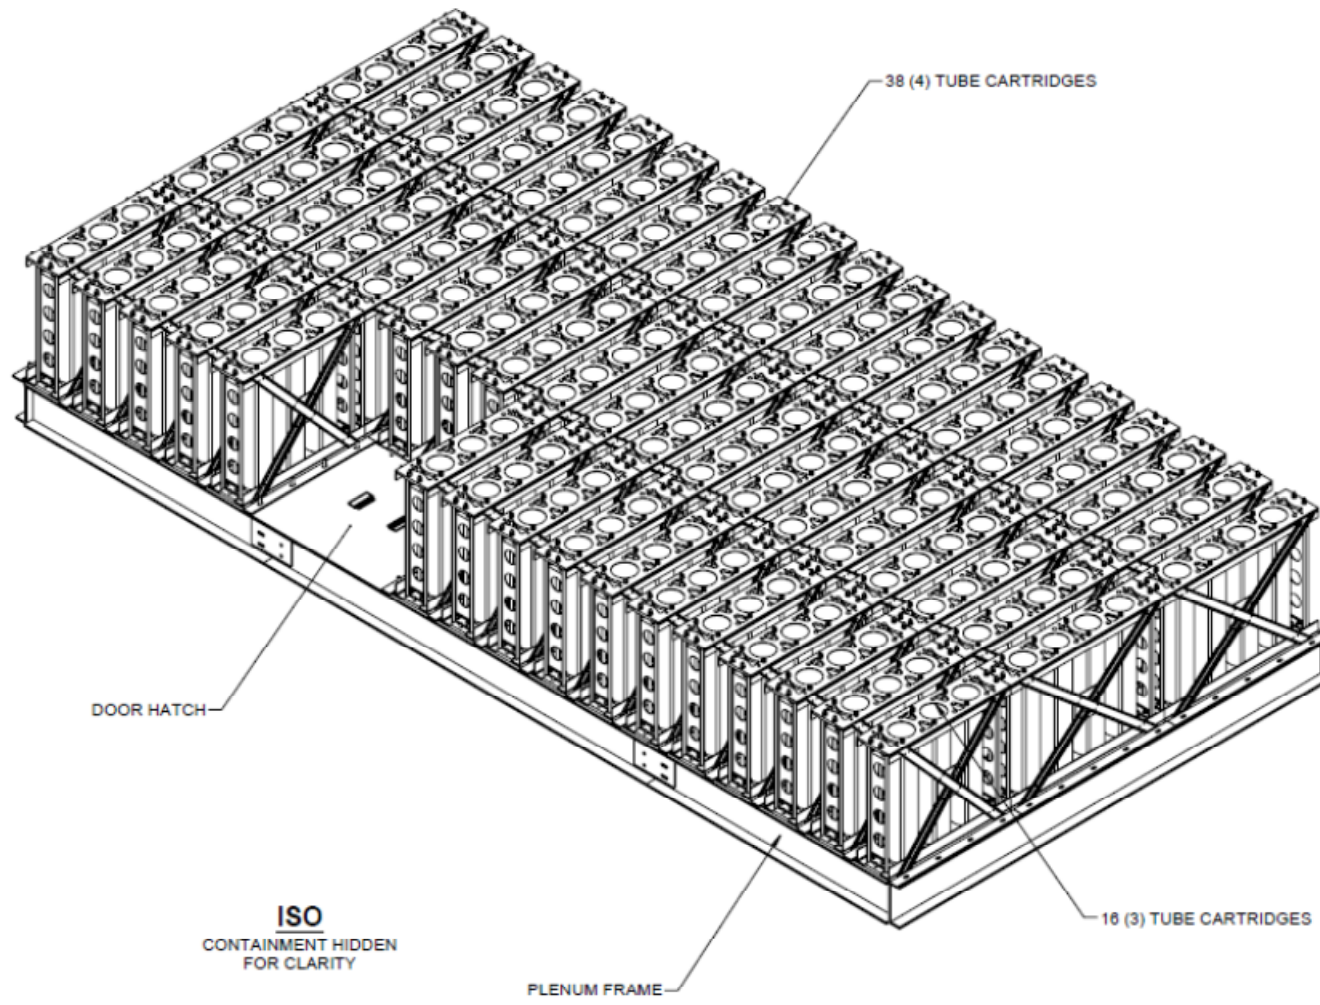 38 (4) TUBE CARTRIDGES
DOOR HATCH
16 (3) TUBE CARTRIDGES
ISO
CONTAINMENT HIDDEN
FOR CLARITY
PLENUM FRAME